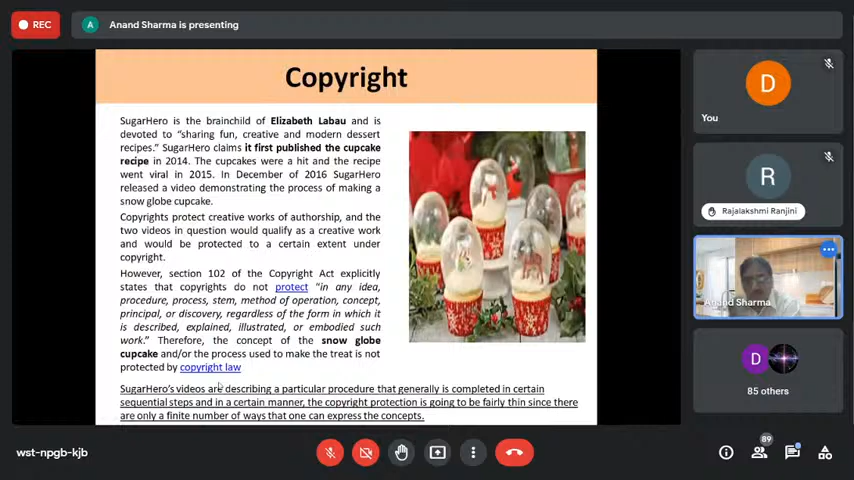 REC
A
Anand Sharma is presenting
Copyright
SugarHero is the brainchild of Elizabeth Labau and is
devoted to “sharing fun, creative and modern dessert
recipes.” SugarHero claims it first published the cupcake
recipe in 2014. The cupcakes were a hit and the recipe
went viral in 2015. In December of 2016 SugarHero
released a video demonstrating the process of making a
snow globe cupcake.
Copyrights protect creative works of authorship, and the
two videos in question would qualify as a creative work
and would be protected to a certain extent under
copyright.
However, section 102 of the Copyright Act explicitly
states that copyrights do not protect “in any idea,
procedure, process, stem, method of operation, concept,
principal, or discovery, regardless of the form in which it
is described, explained, illustrated, or embodied such
work.” Therefore, the concept of the snow globe
cupcake and/or the process used to make the treat is not
protected by copyright law
SugarHero’s videos are describing a particular procedure that generally is completed in certain
sequential steps and in a certain manner, the copyright protection is going to be fairly thin since there
are only a finite number of ways that one can express the concepts.
D
You
R
Rajalakshmi Ranjini
Anand Sharma
D
85 others
wst-npgb-kjb
89